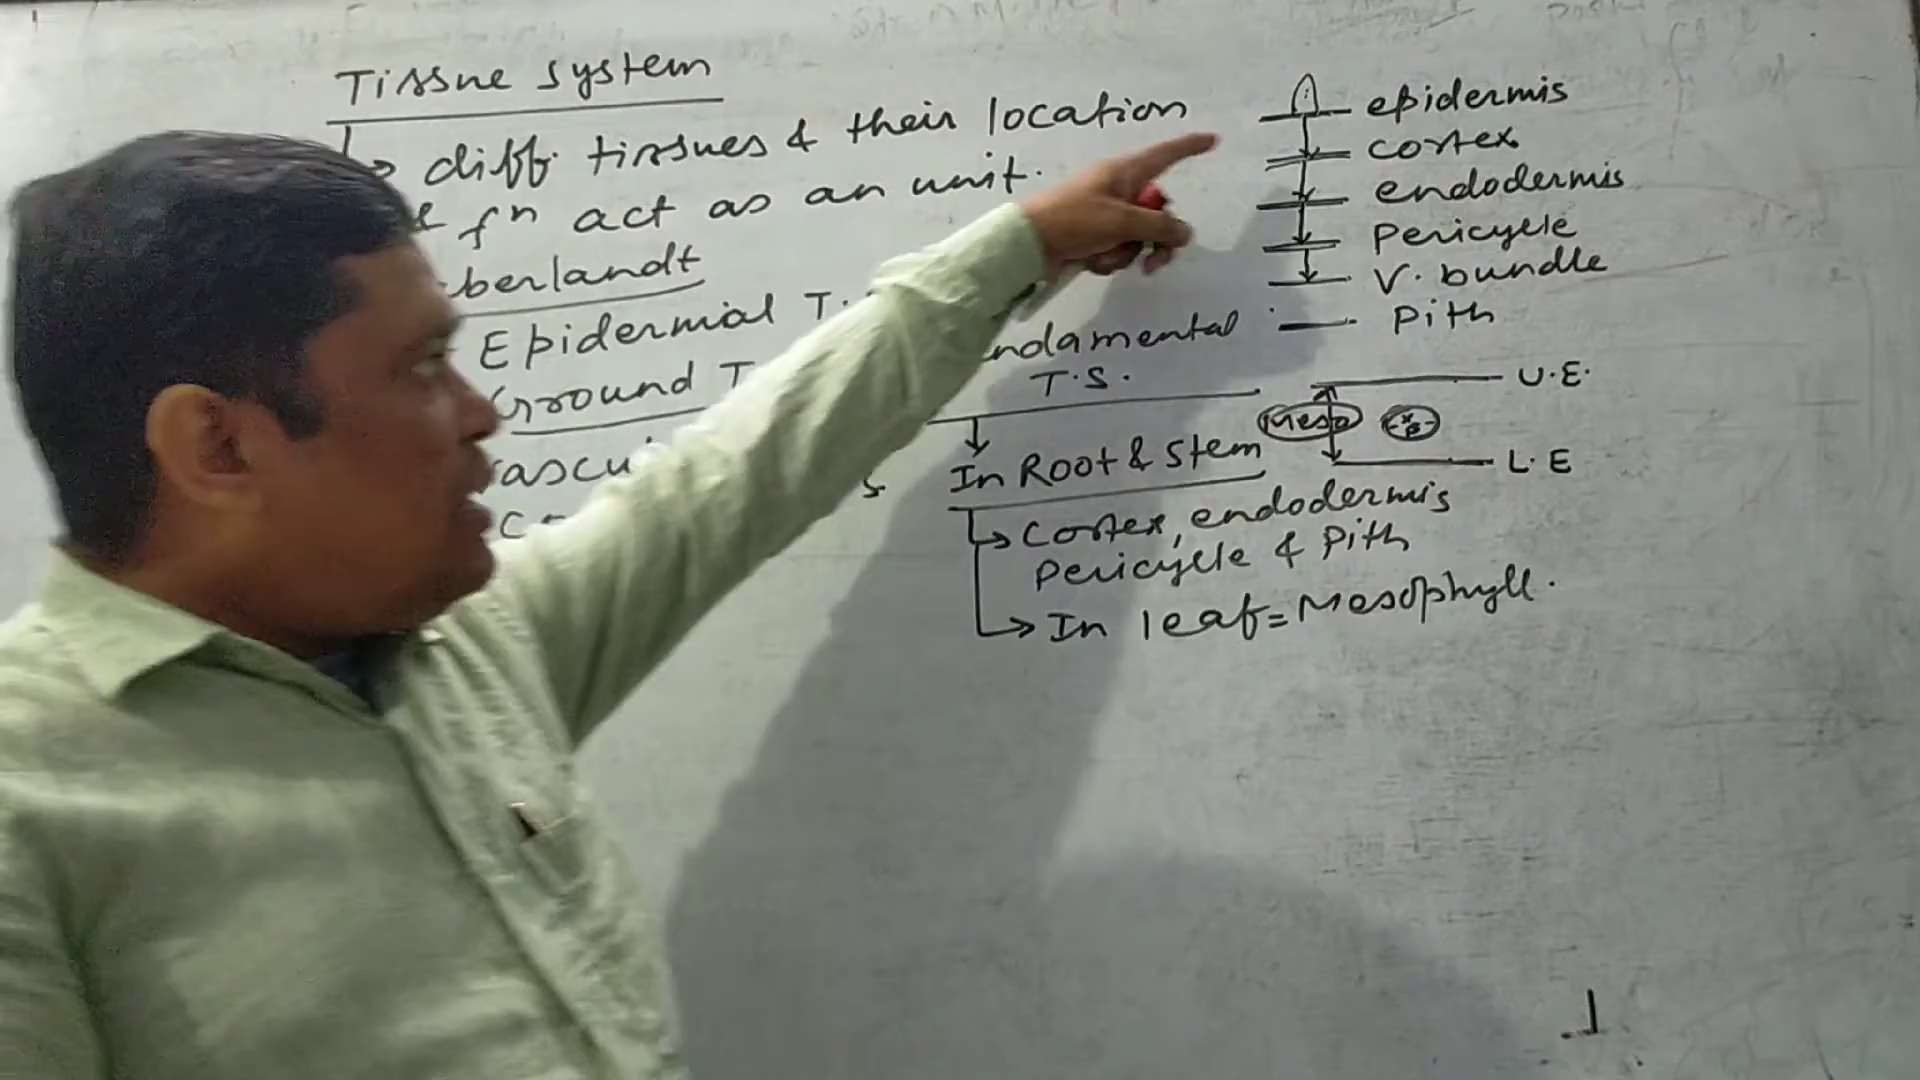 Tissue system
diff. tissues & their location
& fn act as an unit.
berlandt
Epidermal T.
Ground T
ndamental
T.S.
ascu
s
In Root & stem
Cortex, endodermis
Pericycle & Pith
In leaf = Mesophyll.
epidermis
cortex
endodermis
Pericycle
V. bundle
Pith
U.E.
Meso
L.E